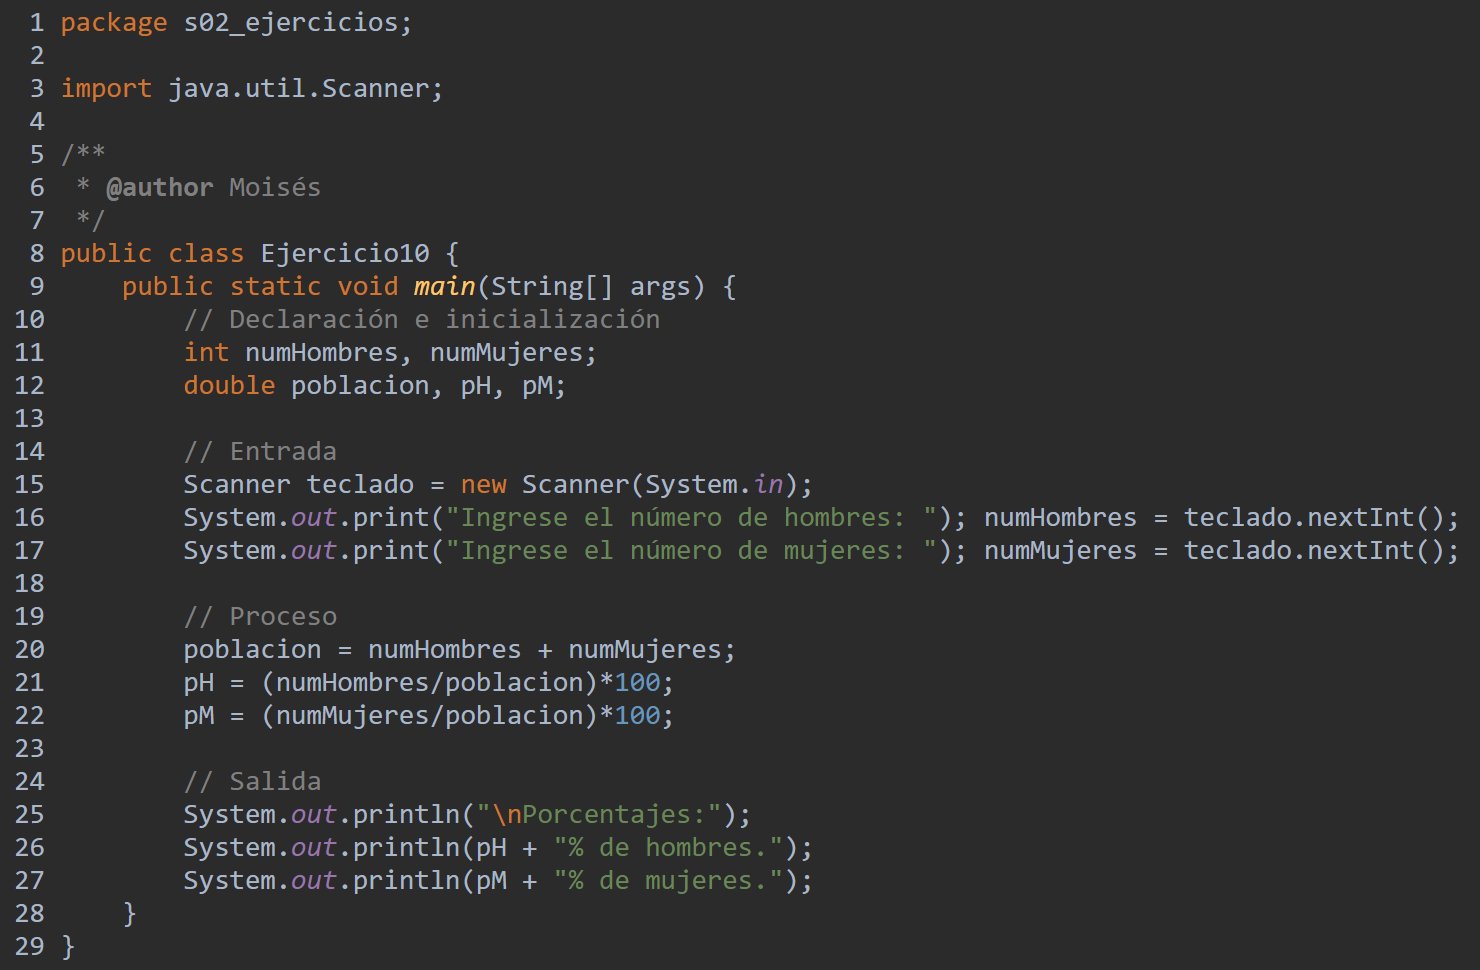 1 package s02_ejercicios;
2
3 import java.util.Scanner;
4
5 /**
6  * @author Moisés
7  */
8 public class Ejercicio10 {
9     public static void main(String[] args) {
10         // Declaración e inicialización
11         int numHombres, numMujeres;
12         double poblacion, pH, pM;
13
14         // Entrada
15         Scanner teclado = new Scanner(System.in);
16         System.out.print("Ingrese el número de hombres: "); numHombres = teclado.nextInt();
17         System.out.print("Ingrese el número de mujeres: "); numMujeres = teclado.nextInt();
18
19         // Proceso
20         poblacion = numHombres + numMujeres;
21         pH = (numHombres/poblacion)*100;
22         pM = (numMujeres/poblacion)*100;
23
24         // Salida
25         System.out.println("\nPorcentajes:");
26         System.out.println(pH + "% de hombres.");
27         System.out.println(pM + "% de mujeres.");
28     }
29 }